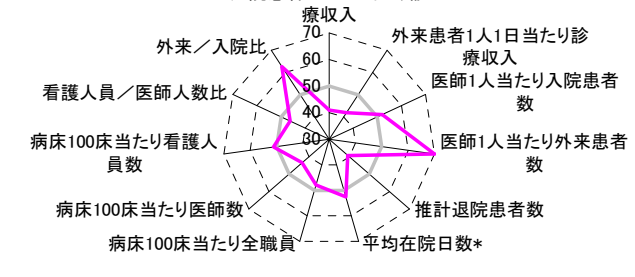 療収入
外来患者1人1日当たり診
療収入
医師1人当たり入院患者
数
医師1人当たり外来患者
数
推計退院患者数
平均在院日数*
病床100床当たり全職員
病床100床当たり医師数
病床100床当たり看護人
員数
看護人員/医師人数比
外来/入院比
70
60
50
40
30